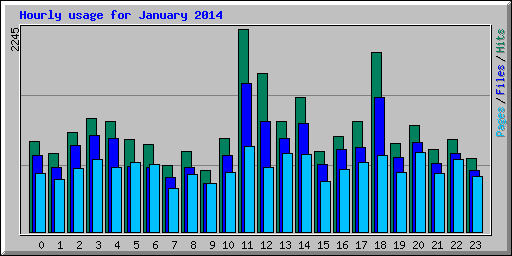 Hourly usage for January 2014
2245
Pages / Files / Hits
0 1 2 3 4 5 6 7 8 9 10 11 12 13 14 15 16 17 18 19 20 21 22 23